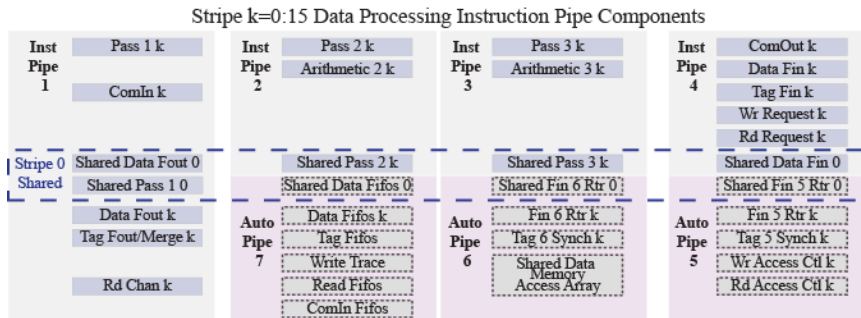 Stripe k=0:15 Data Processing Instruction Pipe Components
Inst
Pipe
1
Pass 1 k
ComIn k
Inst
Pipe
2
Pass 2 k
Arithmetic 2 k
Inst
Pipe
3
Pass 3 k
Arithmetic 3 k
Inst
Pipe
4
ComOut k
Data Fin k
Tag Fin k
Wr Request k
Rd Request k
Stripe 0
Shared
Shared Data Fout 0
Shared Pass 1 0
Shared Pass 2 k
Shared Data Fifos 0
Shared Pass 3 k
Shared Fin 6 Rtr 0
Shared Data Fin 0
Shared Fin 5 Rtr 0
Data Fout k
Tag Fout/Merge k
Rd Chan k
Auto
Pipe
7
Data Fifos k
Tag Fifos
Write Trace
Read Fifos
ComIn Fifos
Auto
Pipe
6
Fin 6 Rtr k
Tag 6 Synch k
Shared Data
Memory
Access Array
Auto
Pipe
5
Fin 5 Rtr k
Tag 5 Synch k
Wr Access Ctl k
Rd Access Ctl k